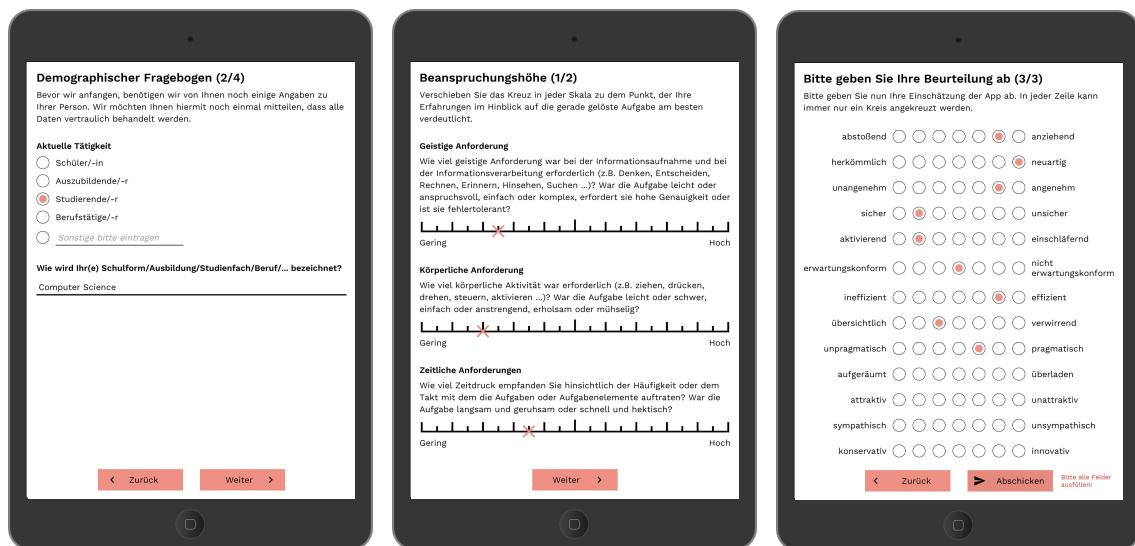 Demographischer Fragebogen (2/4)
Bevor wir anfangen, benötigen wir von Ihnen noch einige Angaben zu
Ihrer Person. Wir möchten Ihnen hiermit noch einmal mitteilen, dass alle
Daten vertraulich behandelt werden.
Aktuelle Tätigkeit
Schüler/-in
Auszubildende/-r
Studierende/-r
Berufstätige/-r
Sonstige bitte eintragen
Wie wird Ihr(e) Schulform/Ausbildung/Studienfach/Beruf/... bezeichnet?
Computer Science
Zurück
Weiter
Beanspruchungshöhe (1/2)
Verschieben Sie das Kreuz in jeder Skala zu dem Punkt, der Ihre
Erfahrungen im Hinblick auf die gerade gelöste Aufgabe am besten
verdeutlicht.
Geistige Anforderung
Wie viel geistige Anforderung war bei der Informationsaufnahme und bei
der Informationsverarbeitung erforderlich (z.B. Denken, Entscheiden,
Rechnen, Erinnern, Hinsehen, Suchen ...)? War die Aufgabe leicht oder
anspruchsvoll, einfach oder komplex, erfordert sie hohe Genauigkeit oder
ist sie fehlertolerant?
Gering Hoch
Körperliche Anforderung
Wie viel körperliche Aktivität war erforderlich (z.B. ziehen, drücken,
drehen, steuern, aktivieren ...)? War die Aufgabe leicht oder schwer,
einfach oder anstrengend, erholsam oder mühselig?
Gering Hoch
Zeitliche Anforderungen
Wie viel Zeitdruck empfanden Sie hinsichtlich der Häufigkeit oder dem
Takt mit dem die Aufgaben oder Aufgabenelemente auftraten? War die
Aufgabe langsam und geruhsam oder schnell und hektisch?
Gering Hoch
Weiter
Bitte geben Sie Ihre Beurteilung ab (3/3)
Bitte geben Sie nun Ihre Einschätzung der App ab. In jeder Zeile kann
immer nur ein Kreis angekreuzt werden.
abstoßend anziehend
herkömmlich neuartig
unangenehm angenehm
sicher unsicher
aktivierend einschläfernd
erwartungskonform nicht
erwartungskonform
ineffizient effizient
übersichtlich verwirrend
unpragmatisch pragmatisch
aufgeräumt überladen
attraktiv unattraktiv
sympathisch unsympathisch
konservativ innovativ
Zurück
Abschicken
Bitte alle Felder
ausfüllen!